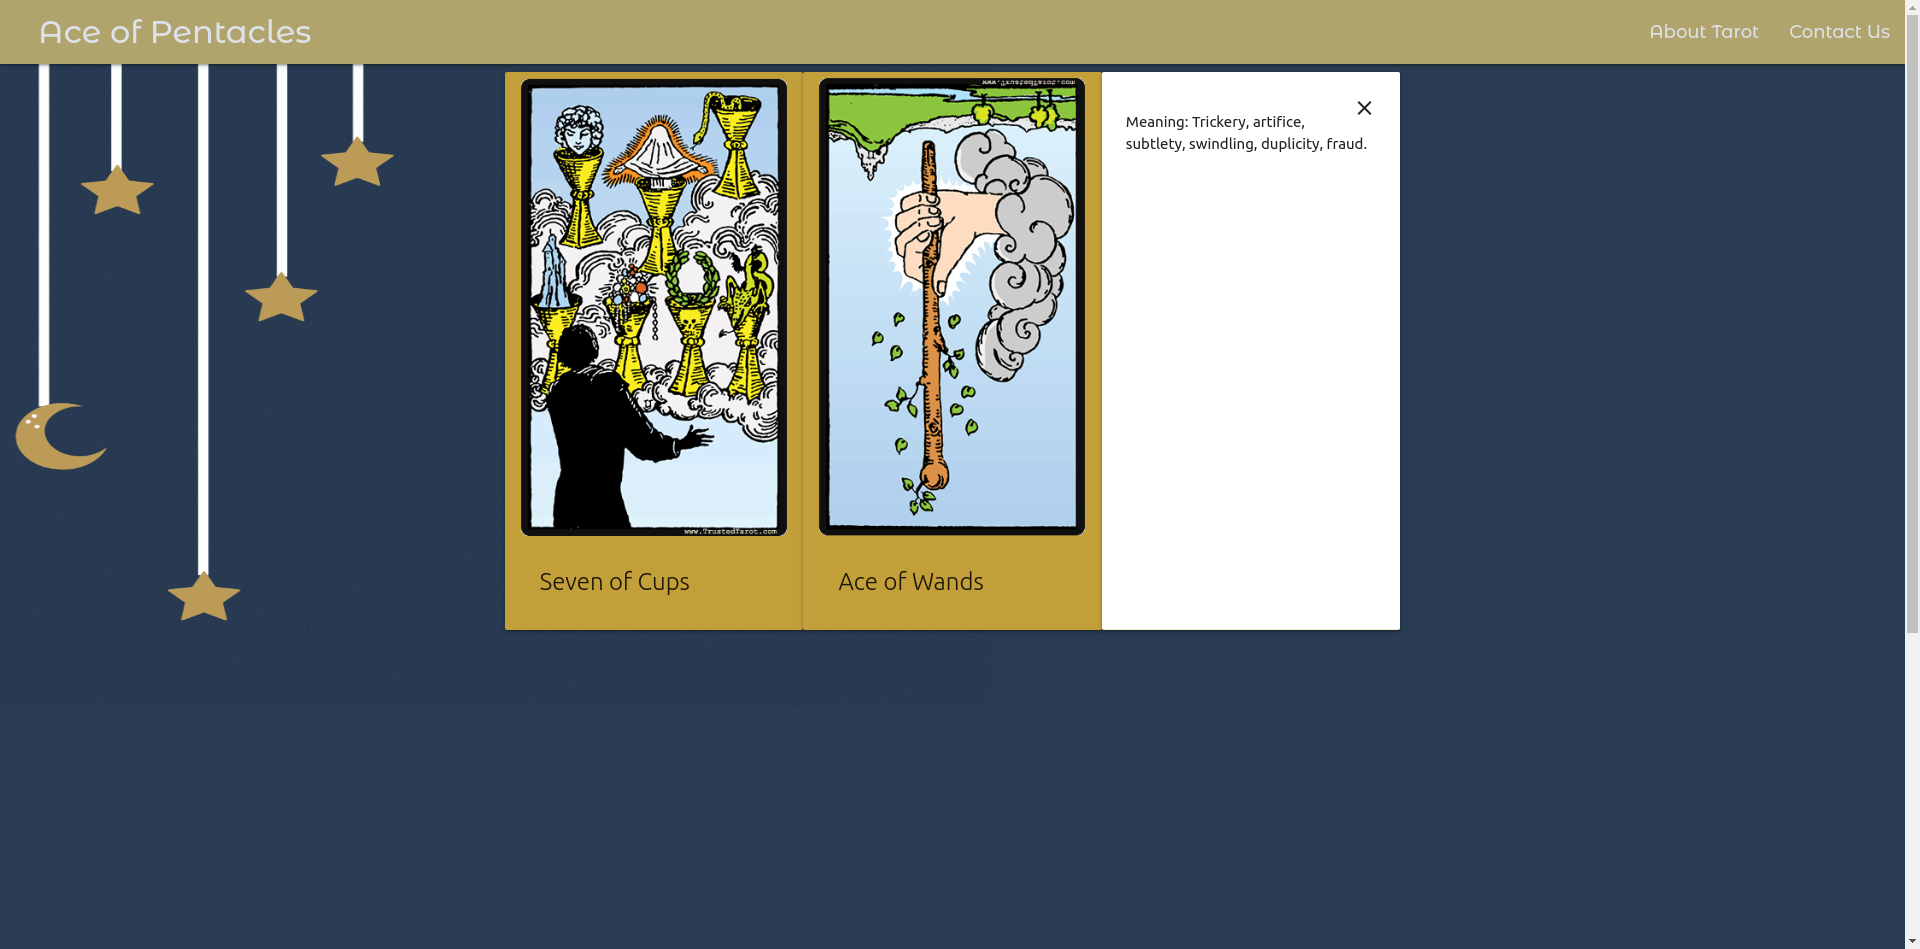 Ace of Pentacles
About Tarot
Contact Us
www.TrustedTarot.com
www.TrustedTarot.com
Meaning: Trickery, artifice,
subtlety, swindling, duplicity, fraud.
Seven of Cups
Ace of Wands